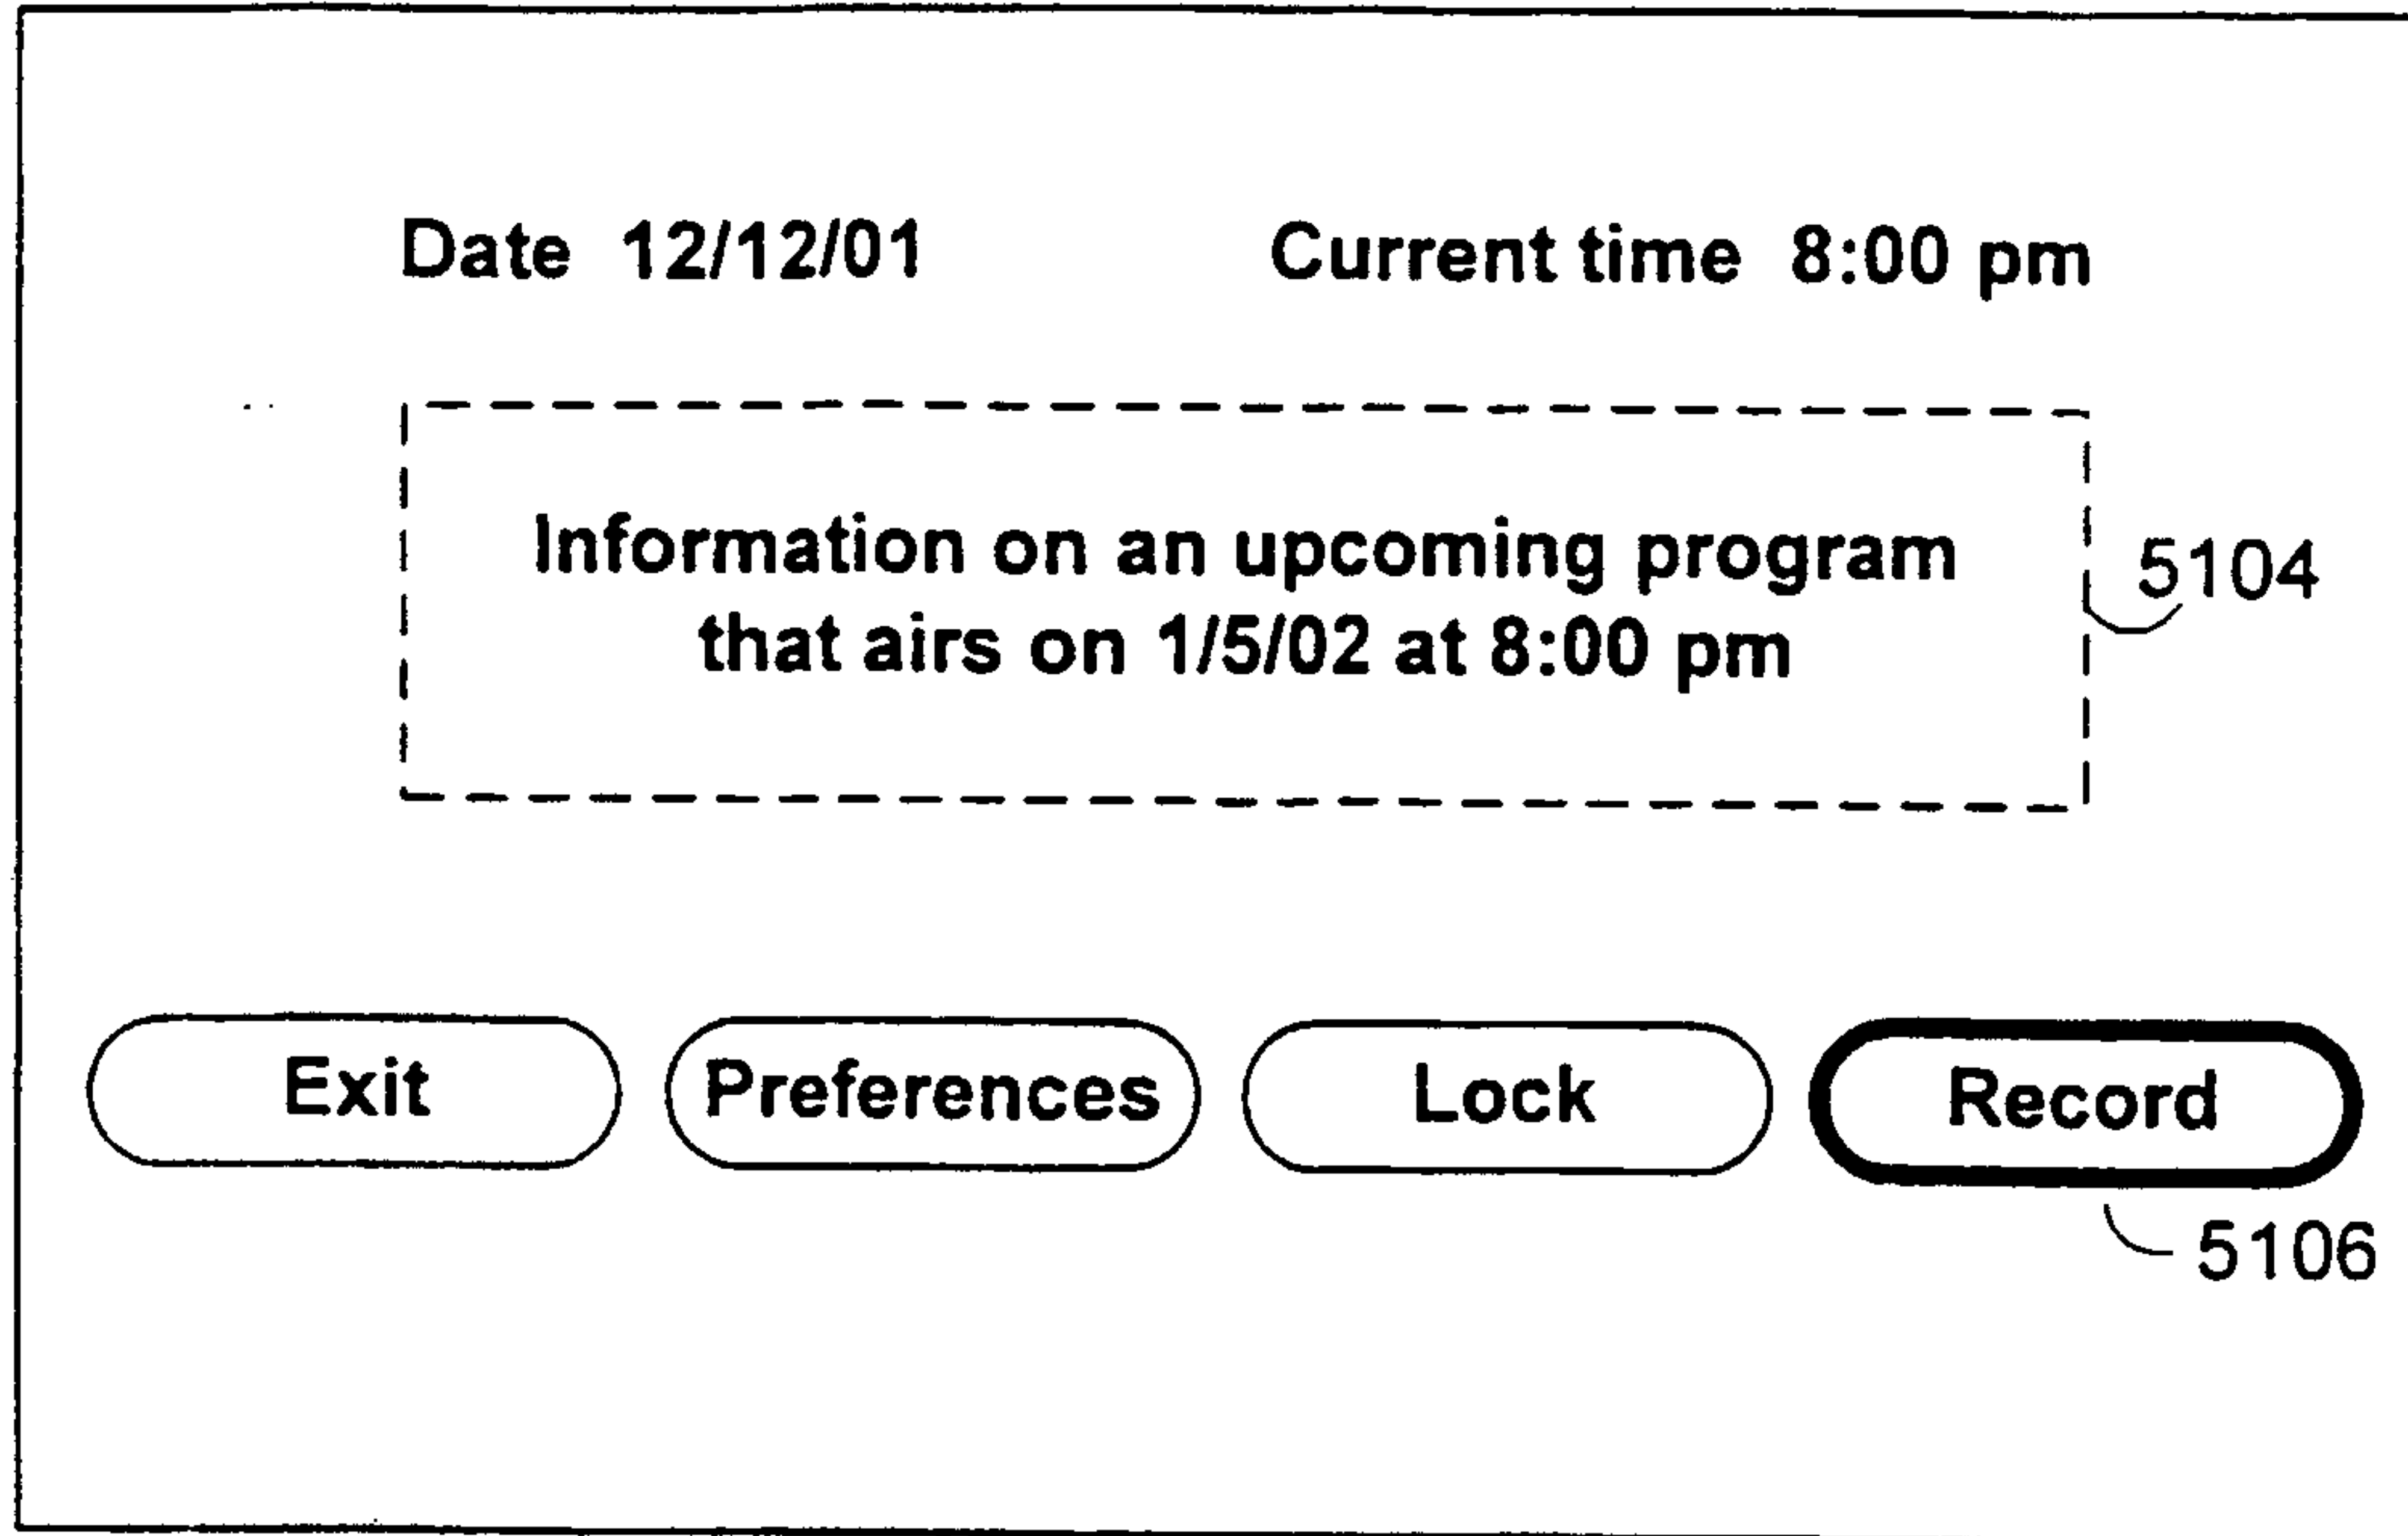 Date 12/12/01 Current time 8:00 pm
Information on an upcoming program
that airs on 1/5/02 at 8:00 pm
5104
Exit Preferences Lock Record
5106